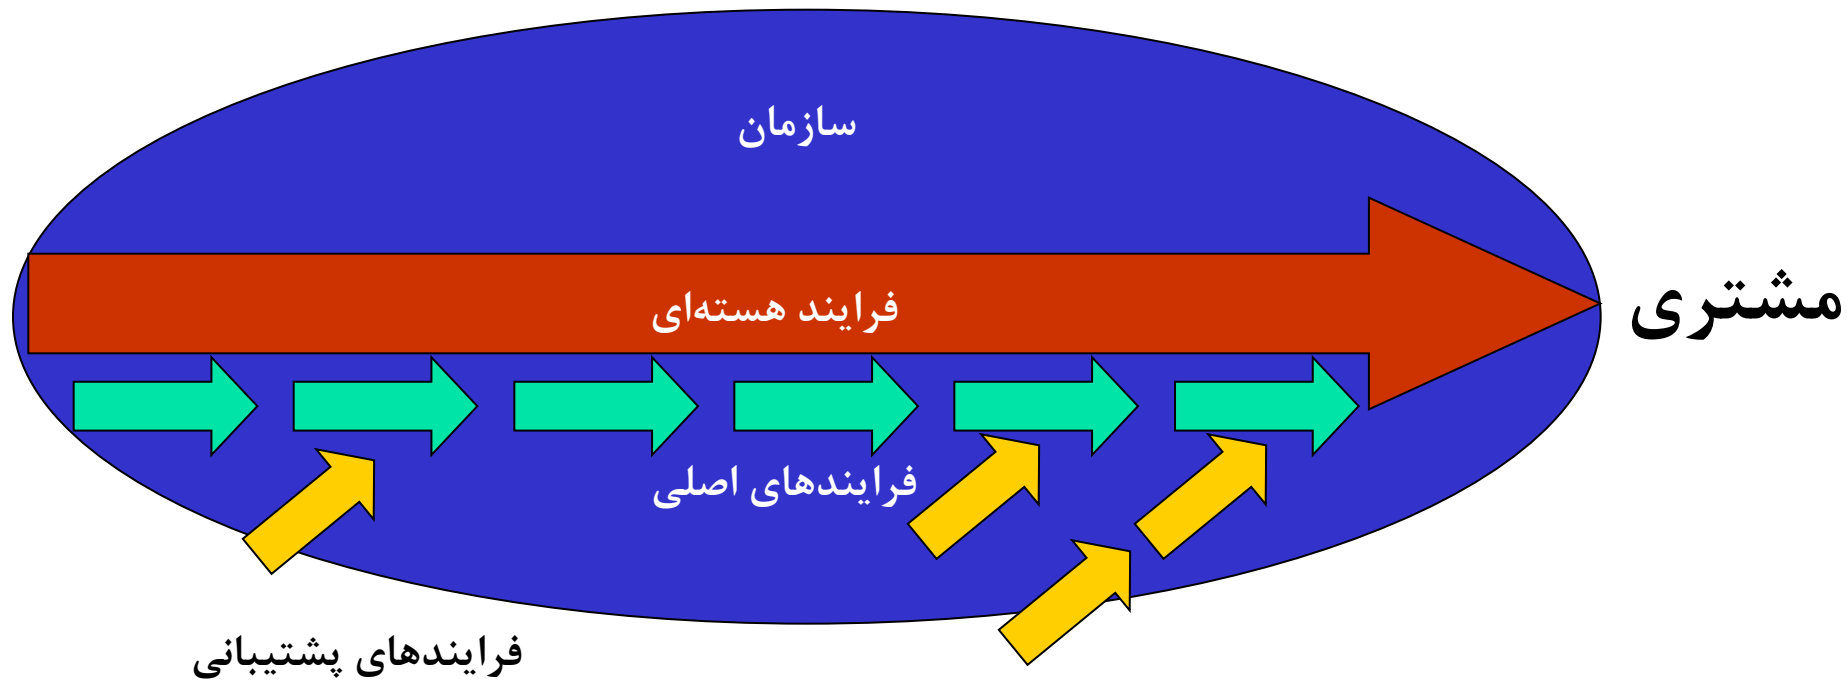 سازمان
فرایند هسته‌ای
مشتری
فرایندهای اصلی
فرایندهای پشتیبانی